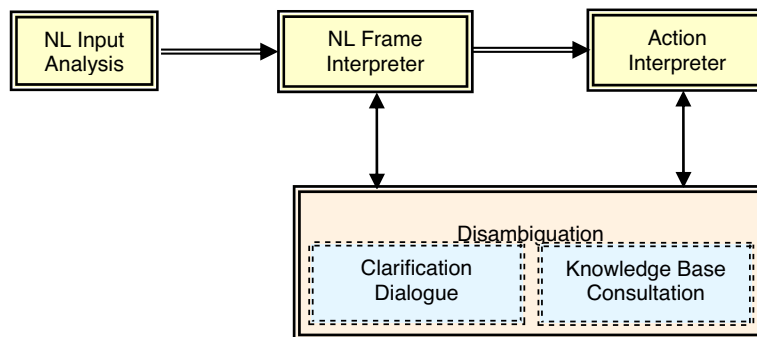 NL Input
Analysis
NL Frame
Interpreter
Action
Interpreter
Disambiguation
Clarification
Dialogue
Knowledge Base
Consultation